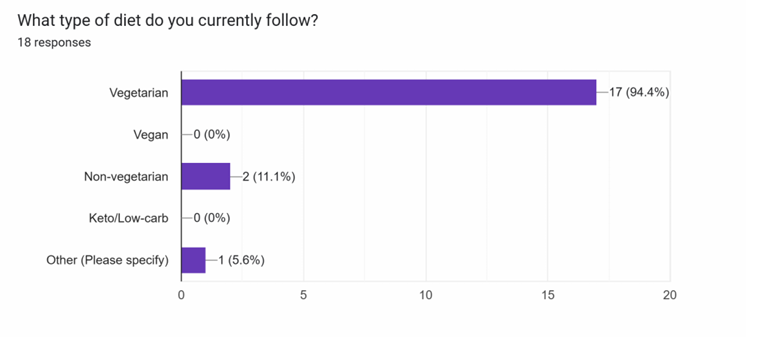 What type of diet do you currently follow?
18 responses
Vegetarian 17 (94.4%)
Vegan 0 (0%)
Non-vegetarian 2 (11.1%)
Keto/Low-carb 0 (0%)
Other (Please specify) 1 (5.6%)
0 5 10 15 20